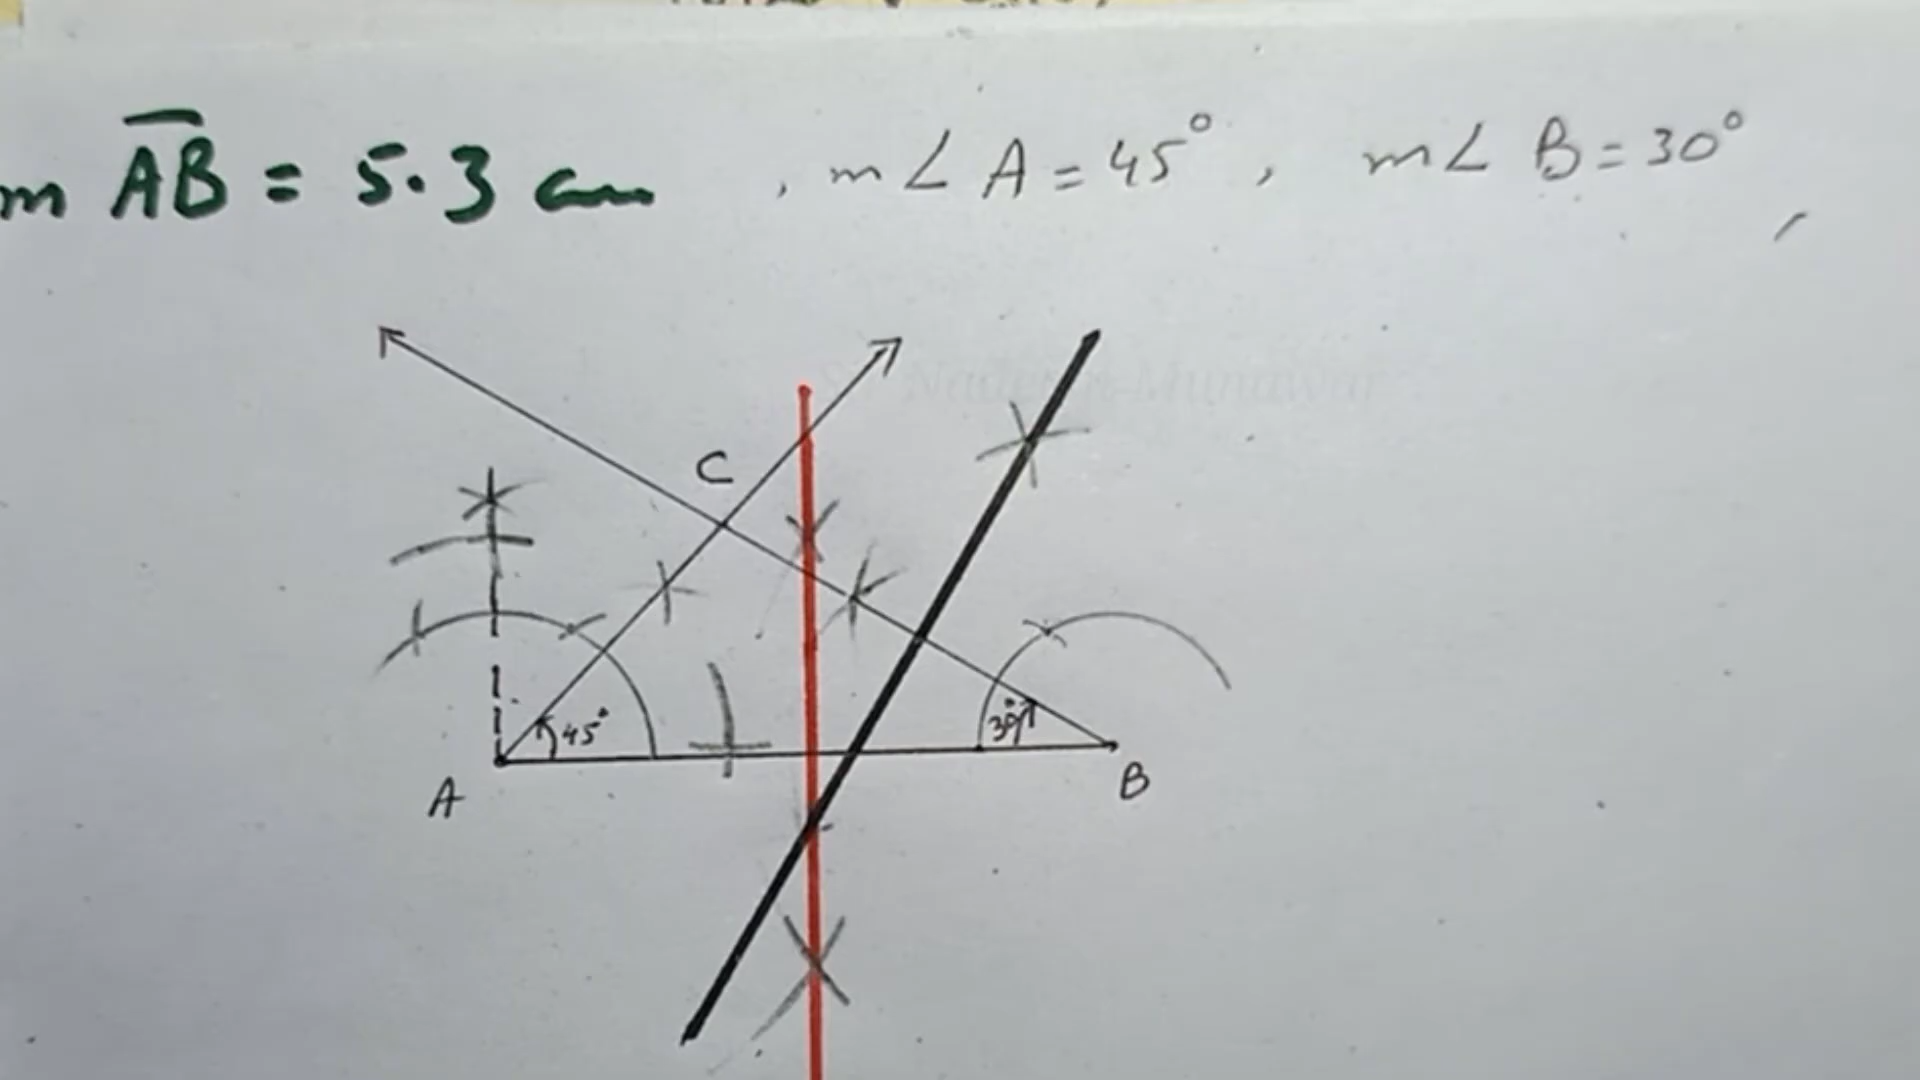 m AB = 5.3 cm , m∠ A = 45° , m∠ B = 30° ,
C
45°
30°
A
B